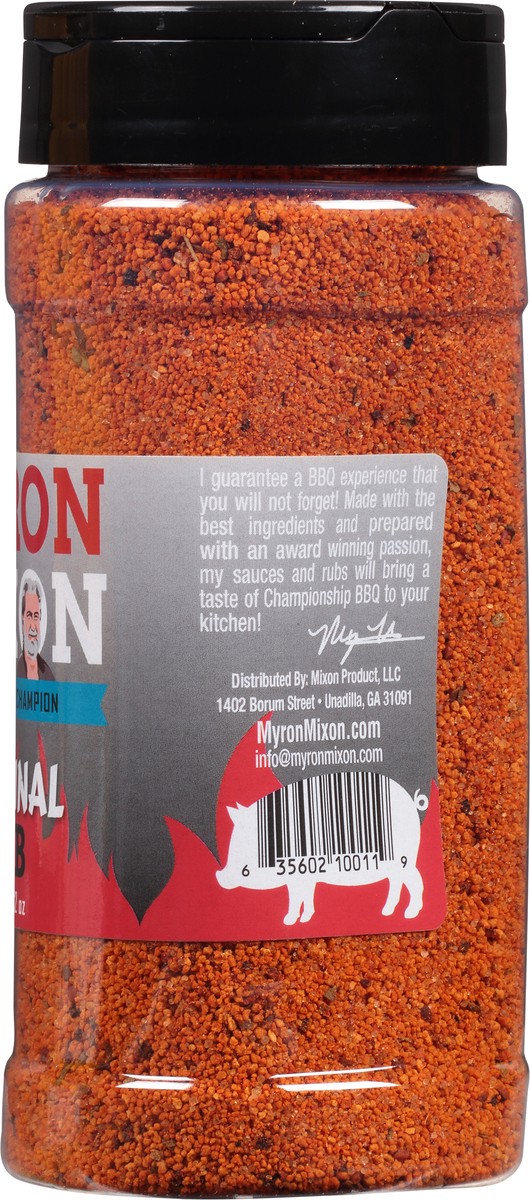 RON
ON
CHAMPION
NAL
B
2 oz
I guarantee a BBQ experience that
you will not forget! Made with the
best ingredients and prepared
with an award winning passion,
my sauces and rubs will bring a
taste of Championship BBQ to your
kitchen!
Distributed By: Mixon Product, LLC
1402 Borum Street • Unadilla, GA 31091
MyronMixon.com
info@myronmixon.com
6 35602 10011 9